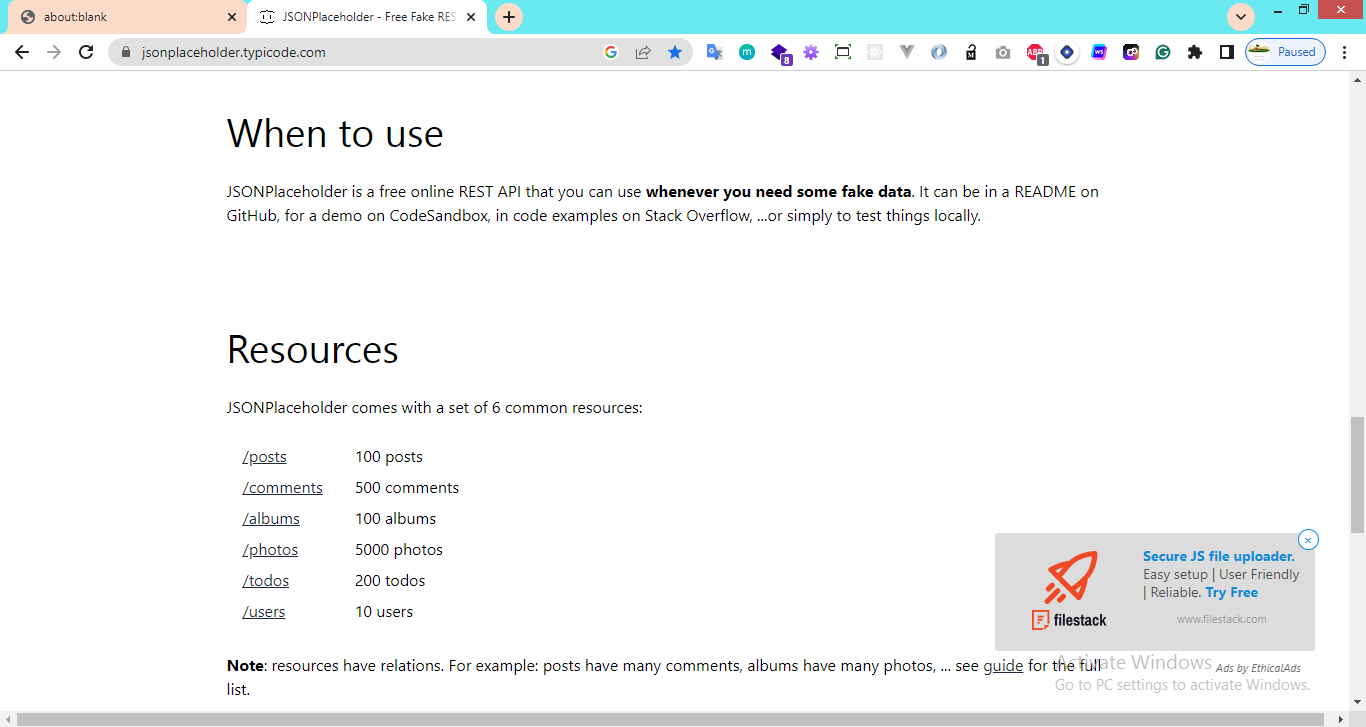 about:blank
JSONPlaceholder - Free Fake RES
jsonplaceholder.typicode.com
Paused
When to use
JSONPlaceholder is a free online REST API that you can use whenever you need some fake data. It can be in a README on
GitHub, for a demo on CodeSandbox, in code examples on Stack Overflow, ...or simply to test things locally.
Resources
JSONPlaceholder comes with a set of 6 common resources:
/posts 100 posts
/comments 500 comments
/albums 100 albums
/photos 5000 photos
/todos 200 todos
/users 10 users
Secure JS file uploader.
Easy setup | User Friendly
| Reliable. Try Free
filestack
www.filestack.com
Note: resources have relations. For example: posts have many comments, albums have many photos, ... see guide for the full
list.
Ads by EthicalAds
Activate Windows
Go to PC settings to activate Windows.